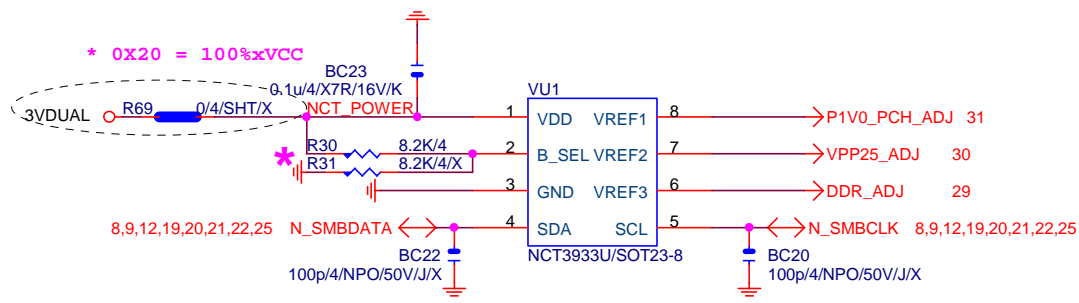 * 0X20 = 100%xVCC
BC23
0.1u/4/X7R/16V/K
VU1
3VDUAL
R69
0/4/SHT/X
NCT_POWER
1
VDD
VREF1
8
P1V0_PCH_ADJ 31
R30
8.2K/4
2
B_SEL
VREF2
7
VPP25_ADJ 30
*
R31
8.2K/4/X
3
GND
VREF3
6
DDR_ADJ 29
8,9,12,19,20,21,22,25 N_SMBDATA
4
SDA
SCL
5
N_SMBCLK 8,9,12,19,20,21,22,25
BC22
100p/4/NPO/50V/J/X
NCT3933U/SOT23-8
BC20
100p/4/NPO/50V/J/X